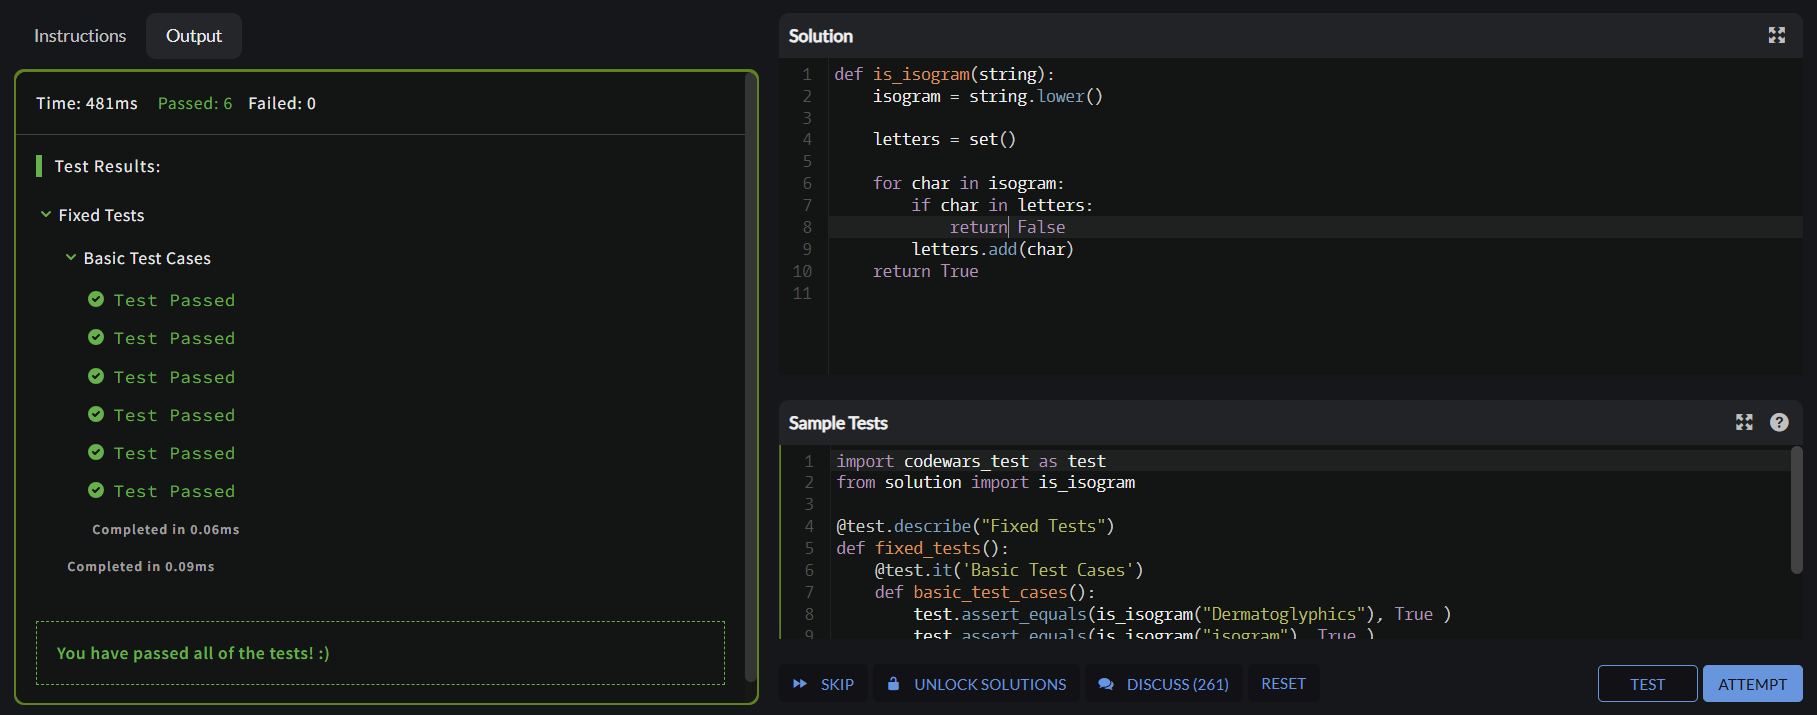 Instructions
Output
Time: 481ms Passed: 6 Failed: 0
Test Results:
Fixed Tests
Basic Test Cases
Test Passed
Test Passed
Test Passed
Test Passed
Test Passed
Test Passed
Completed in 0.06ms
Completed in 0.09ms
You have passed all of the tests! :)
Solution
1 def is_isogram(string):
2     isogram = string.lower()
3
4     letters = set()
5
6     for char in isogram:
7         if char in letters:
8             return False
9         letters.add(char)
10     return True
11
Sample Tests
1 import codewars_test as test
2 from solution import is_isogram
3
4 @test.describe("Fixed Tests")
5 def fixed_tests():
6     @test.it('Basic Test Cases')
7     def basic_test_cases():
8         test.assert_equals(is_isogram("Dermatoglyphics"), True )
9         test.assert_equals(is_isogram("isogram"), True )
SKIP
UNLOCK SOLUTIONS
DISCUSS (261)
RESET
TEST
ATTEMPT